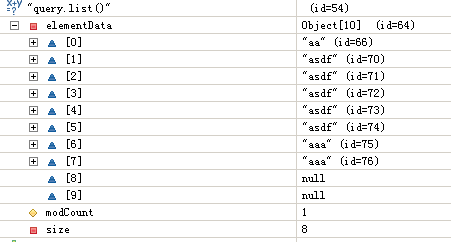 x+y =? "query.list()" (id=54)
elementData Object[10] (id=64)
[0] "aa" (id=66)
[1] "asdf" (id=70)
[2] "asdf" (id=71)
[3] "asdf" (id=72)
[4] "asdf" (id=73)
[5] "asdf" (id=74)
[6] "aaa" (id=75)
[7] "aaa" (id=76)
[8] null
[9] null
modCount 1
size 8